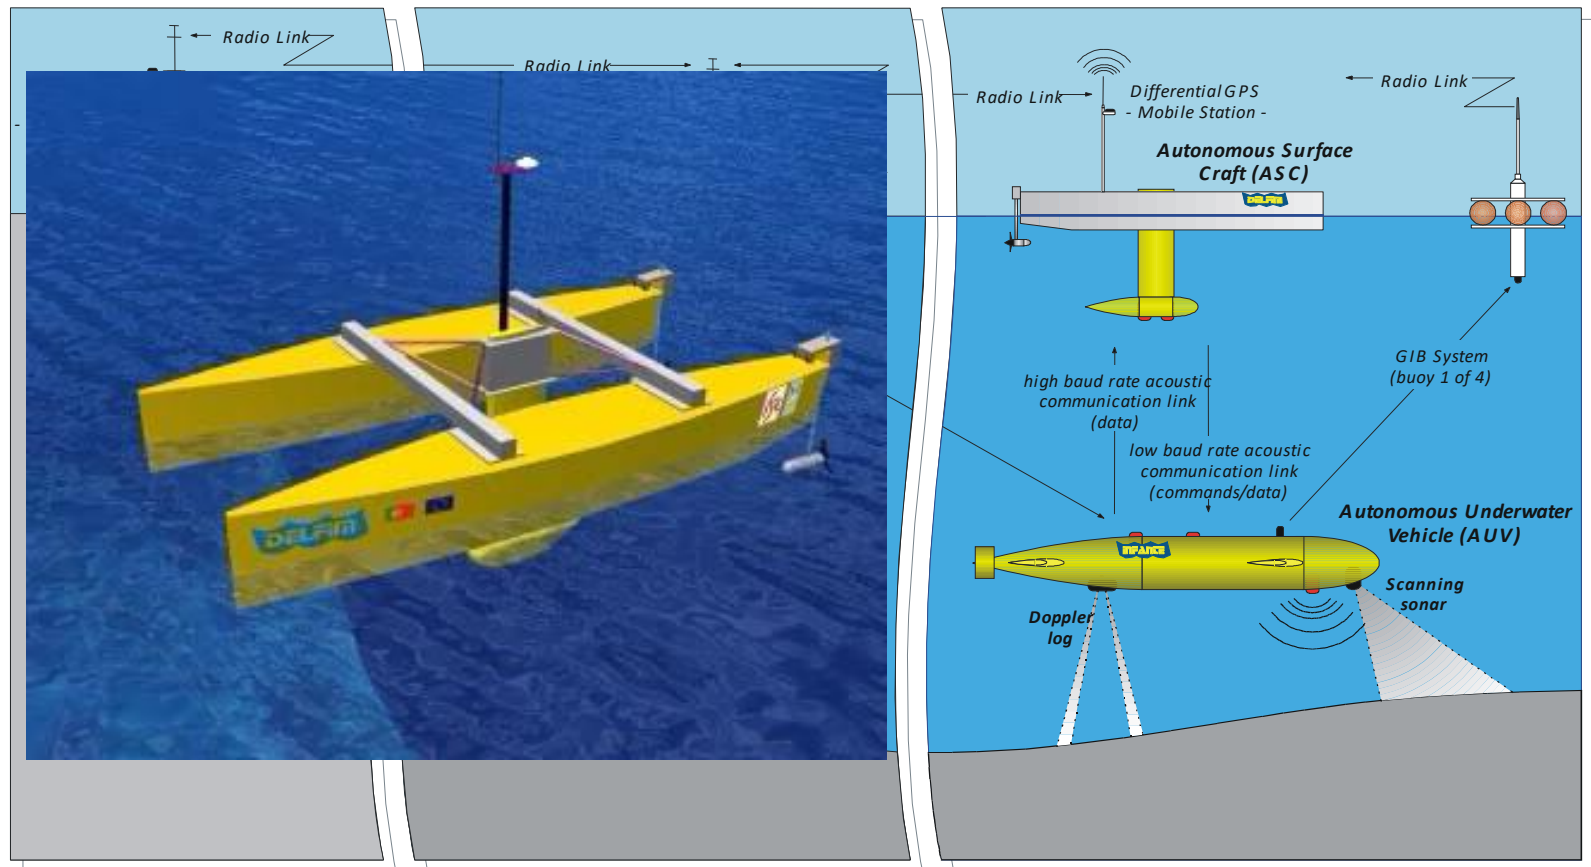 Radio Link
Radio Link
Radio Link
Differential GPS
- Mobile Station -
Radio Link
Autonomous Surface
Craft (ASC)
DELFIM
GIB System
(buoy 1 of 4)
high baud rate acoustic
communication link
(data)
low baud rate acoustic
communication link
(commands/data)
Autonomous Underwater
Vehicle (AUV)
INFANTE
Scanning
sonar
Doppler
log
DELFIM